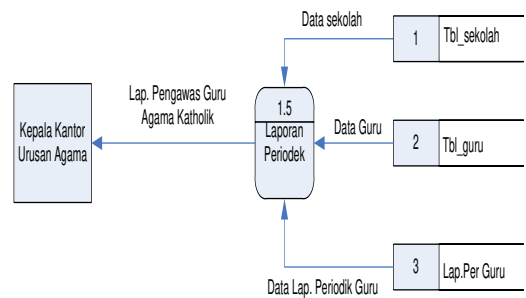 Data sekolah
1
Tbl_sekolah
Lap. Pengawas Guru
Agama Katholik
1.5
Laporan
Periodek
Kepala Kantor
Urusan Agama
Data Guru
2
Tbl_guru
3
Lap.Per Guru
Data Lap. Periodik Guru